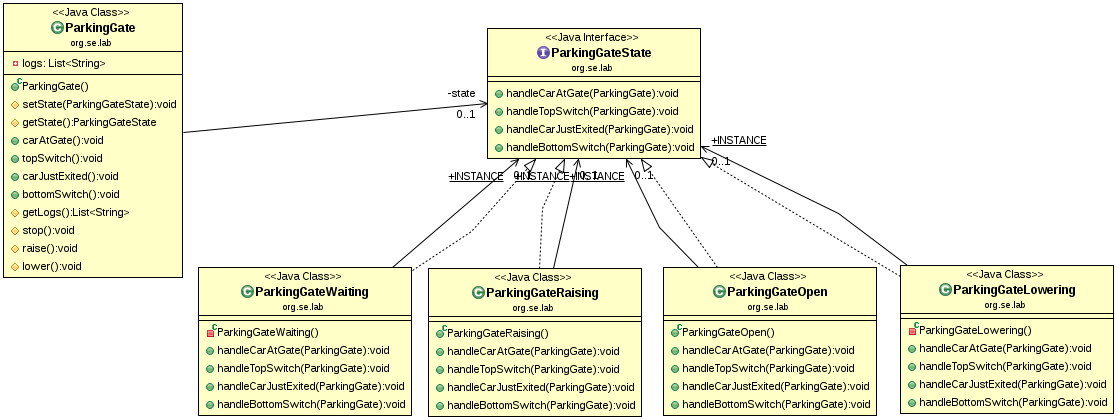 <<Java Class>>
ParkingGate
org.se.lab
logs: List<String>
ParkingGate()
setState(ParkingGateState):void
getState():ParkingGateState
carAtGate():void
topSwitch():void
carJustExited():void
bottomSwitch():void
getLogs():List<String>
stop():void
raise():void
lower():void
-state
0..1
<<Java Interface>>
ParkingGateState
org.se.lab
handleCarAtGate(ParkingGate):void
handleTopSwitch(ParkingGate):void
handleCarJustExited(ParkingGate):void
handleBottomSwitch(ParkingGate):void
+INSTANCE
0..1
+INSTANCE
0..1
+INSTANCE
0..1
+INSTANCE
0..1
<<Java Class>>
ParkingGateWaiting
org.se.lab
ParkingGateWaiting()
handleCarAtGate(ParkingGate):void
handleTopSwitch(ParkingGate):void
handleCarJustExited(ParkingGate):void
handleBottomSwitch(ParkingGate):void
<<Java Class>>
ParkingGateRaising
org.se.lab
ParkingGateRaising()
handleCarAtGate(ParkingGate):void
handleTopSwitch(ParkingGate):void
handleCarJustExited(ParkingGate):void
handleBottomSwitch(ParkingGate):void
<<Java Class>>
ParkingGateOpen
org.se.lab
ParkingGateOpen()
handleCarAtGate(ParkingGate):void
handleTopSwitch(ParkingGate):void
handleCarJustExited(ParkingGate):void
handleBottomSwitch(ParkingGate):void
<<Java Class>>
ParkingGateLowering
org.se.lab
ParkingGateLowering()
handleCarAtGate(ParkingGate):void
handleTopSwitch(ParkingGate):void
handleCarJustExited(ParkingGate):void
handleBottomSwitch(ParkingGate):void